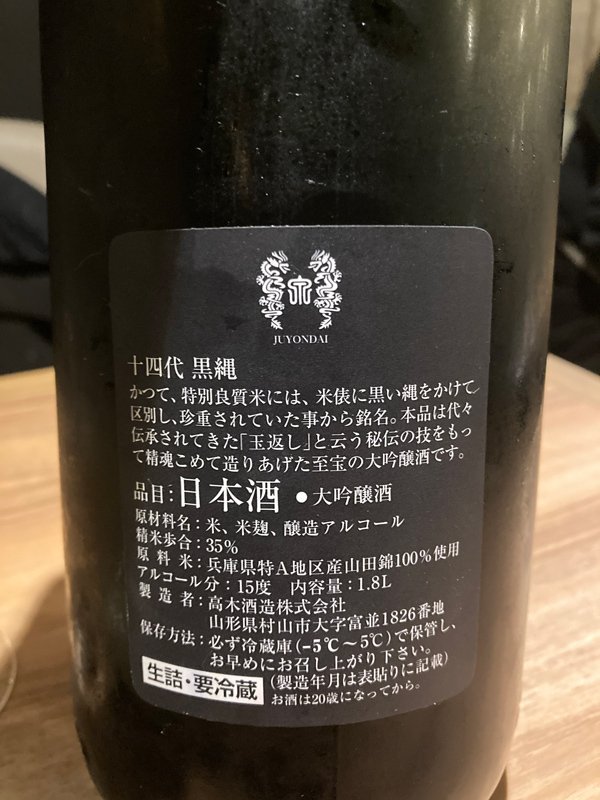 JUYONDAI
十四代 黒縄
かつて、特別良質米には、米俵に黒い縄をかけて
区別し、珍重されていた事から銘名。本品は代々
伝承されてきた「玉返し」と云う秘伝の技をもっ
て精魂こめて造りあげた至宝の大吟醸酒です。
品目:日本酒 ●大吟醸酒
原材料名:米、米麹、醸造アルコール
精米歩合:35%
原料米:兵庫県特A地区産山田錦100%使用
アルコール分:15度 内容量:1.8L
製造者:高木酒造株式会社
山形県村山市大字富並1826番地
保存方法:必ず冷蔵庫(-5℃~5℃)で保管し、
お早めにお召し上がり下さい。
生詰・要冷蔵 (製造年月は表貼りに記載)
お酒は20歳になってから。